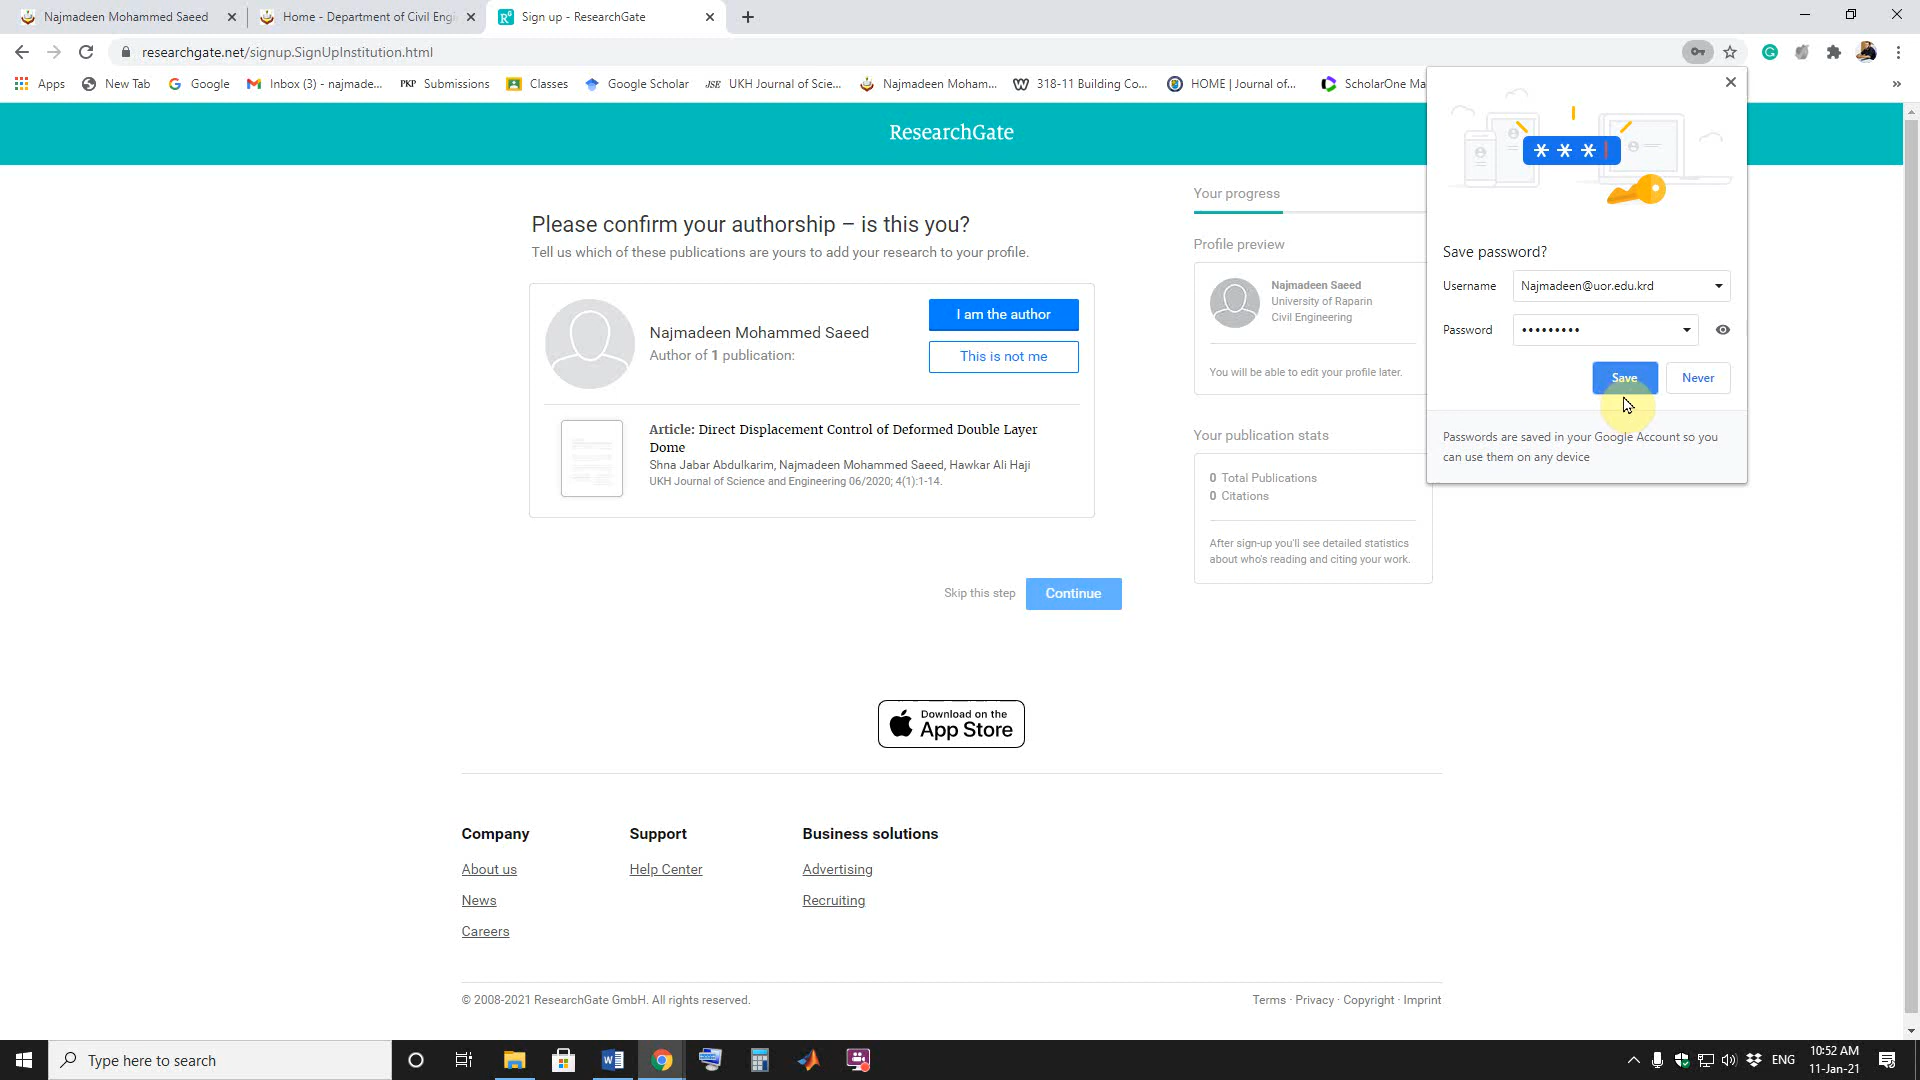 Najmadeen Mohammed Saeed
Home - Department of Civil Engi
Sign up - ResearchGate
researchgate.net/signup.SignUpInstitution.html
Apps
New Tab
Google
Inbox (3) - najmade...
PKP Submissions
Classes
Google Scholar
JSE UKH Journal of Scie...
Najmadeen Moham...
318-11 Building Co...
HOME | Journal of...
ScholarOne Ma
ResearchGate
Please confirm your authorship – is this you?
Tell us which of these publications are yours to add your research to your profile.
Najmadeen Mohammed Saeed
Author of 1 publication:
I am the author
This is not me
Article: Direct Displacement Control of Deformed Double Layer
Dome
Shna Jabar Abdulkarim, Najmadeen Mohammed Saeed, Hawkar Ali Haji
UKH Journal of Science and Engineering 06/2020; 4(1):1-14.
Skip this step
Continue
Your progress
Profile preview
Najmadeen Saeed
University of Raparin
Civil Engineering
You will be able to edit your profile later.
Your publication stats
0 Total Publications
0 Citations
After sign-up you'll see detailed statistics
about who's reading and citing your work.
Save password?
Username Najmadeen@uor.edu.krd
Password •••••••••
Save
Never
Passwords are saved in your Google Account so you
can use them on any device
Download on the
App Store
Company
About us
News
Careers
Support
Help Center
Business solutions
Advertising
Recruiting
© 2008-2021 ResearchGate GmbH. All rights reserved.
Terms · Privacy · Copyright · Imprint
Type here to search
ENG
10:52 AM
11-Jan-21